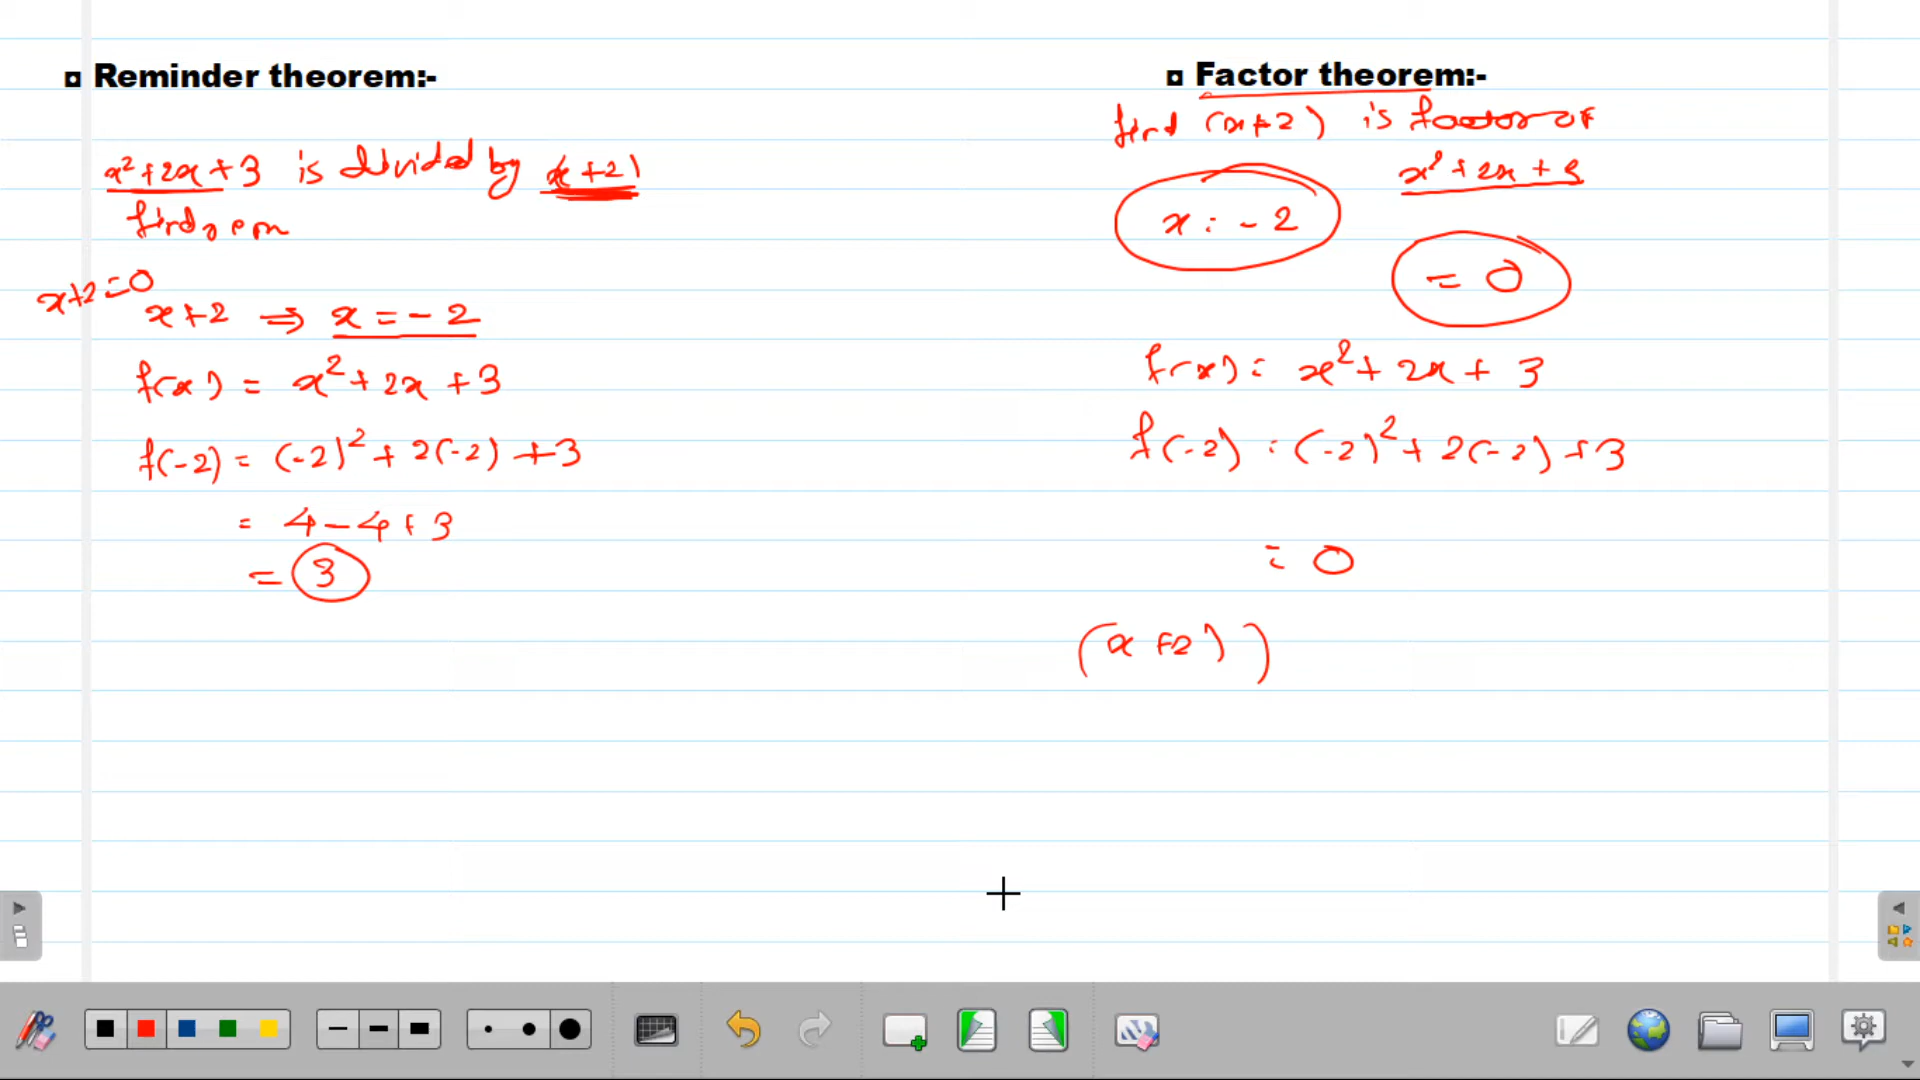 Reminder theorem:-
x²+2x+3 is divided by (x+2)
find rem
x+2=0
x+2 ⇒ x=-2
f(x) = x²+2x+3
f(-2) = (-2)²+2(-2)+3
= 4-4+3
= 3
Factor theorem:-
find (x+2) is factor of
x²+2x+3
x = -2
= 0
f(x) = x²+2x+3
f(-2) = (-2)²+2(-2)+3
= 0
(x+2))